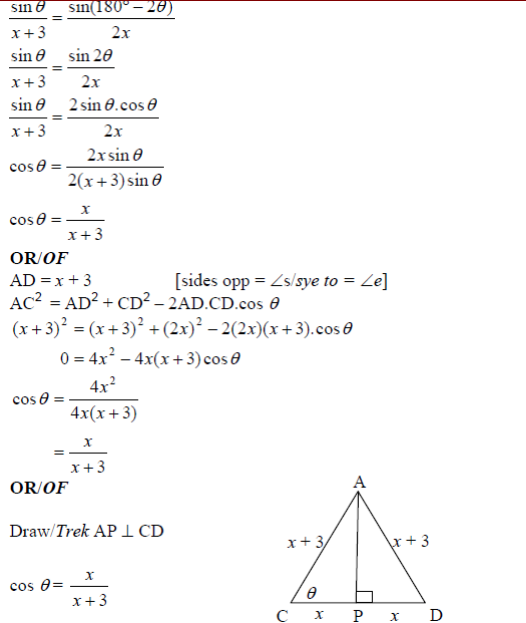 sin θ / x + 3 = sin(180° – 2θ) / 2x
sin θ / x + 3 = sin 2θ / 2x
sin θ / x + 3 = 2 sin θ.cos θ / 2x
cos θ = 2x sin θ / 2(x + 3) sin θ
cos θ = x / x + 3
OR/OF
AD = x + 3 [sides opp = ∠s/sye to = ∠e]
AC² = AD² + CD² – 2AD.CD.cos θ
(x + 3)² = (x + 3)² + (2x)² – 2(2x)(x + 3).cos θ
0 = 4x² – 4x(x + 3) cos θ
cos θ = 4x² / 4x(x + 3)
= x / x + 3
OR/OF
Draw/Trek AP ⊥ CD
cos θ = x / x + 3
A
x + 3 x + 3
θ
C x P x D